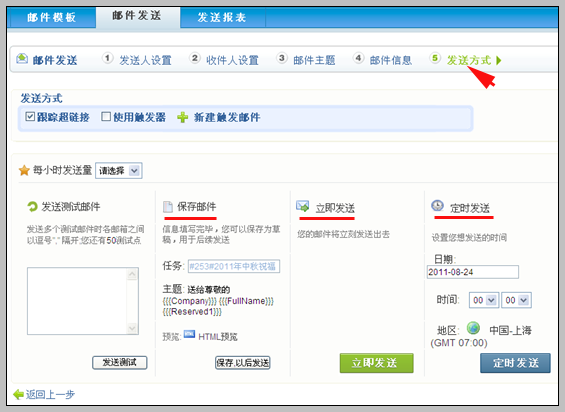 邮件模板 邮件发送 发送报表
邮件发送 1 发送人设置 2 收件人设置 3 邮件主题 4 邮件信息 5 发送方式
发送方式
跟踪超链接 使用触发器 新建触发邮件
每小时发送量 请选择
发送测试邮件
发送多个测试邮件时各邮箱之间
以逗号“,”隔开;您还有50测试点
发送测试
保存邮件
信息填写完毕，您可以保存为草
稿，用于后续发送
任务: #253#2011年中秋祝福
主题: 送给尊敬的
{{{Company}}} {{{FullName}}}
{{{Reserved1}}}
预览: HTML预览
保存,以后发送
立即发送
您的邮件将立刻发送出去
立即发送
定时发送
设置您想发送的时间
日期:
2011-08-24
时间: 00 00
地区: 中国-上海
(GMT 07:00)
定时发送
返回上一步